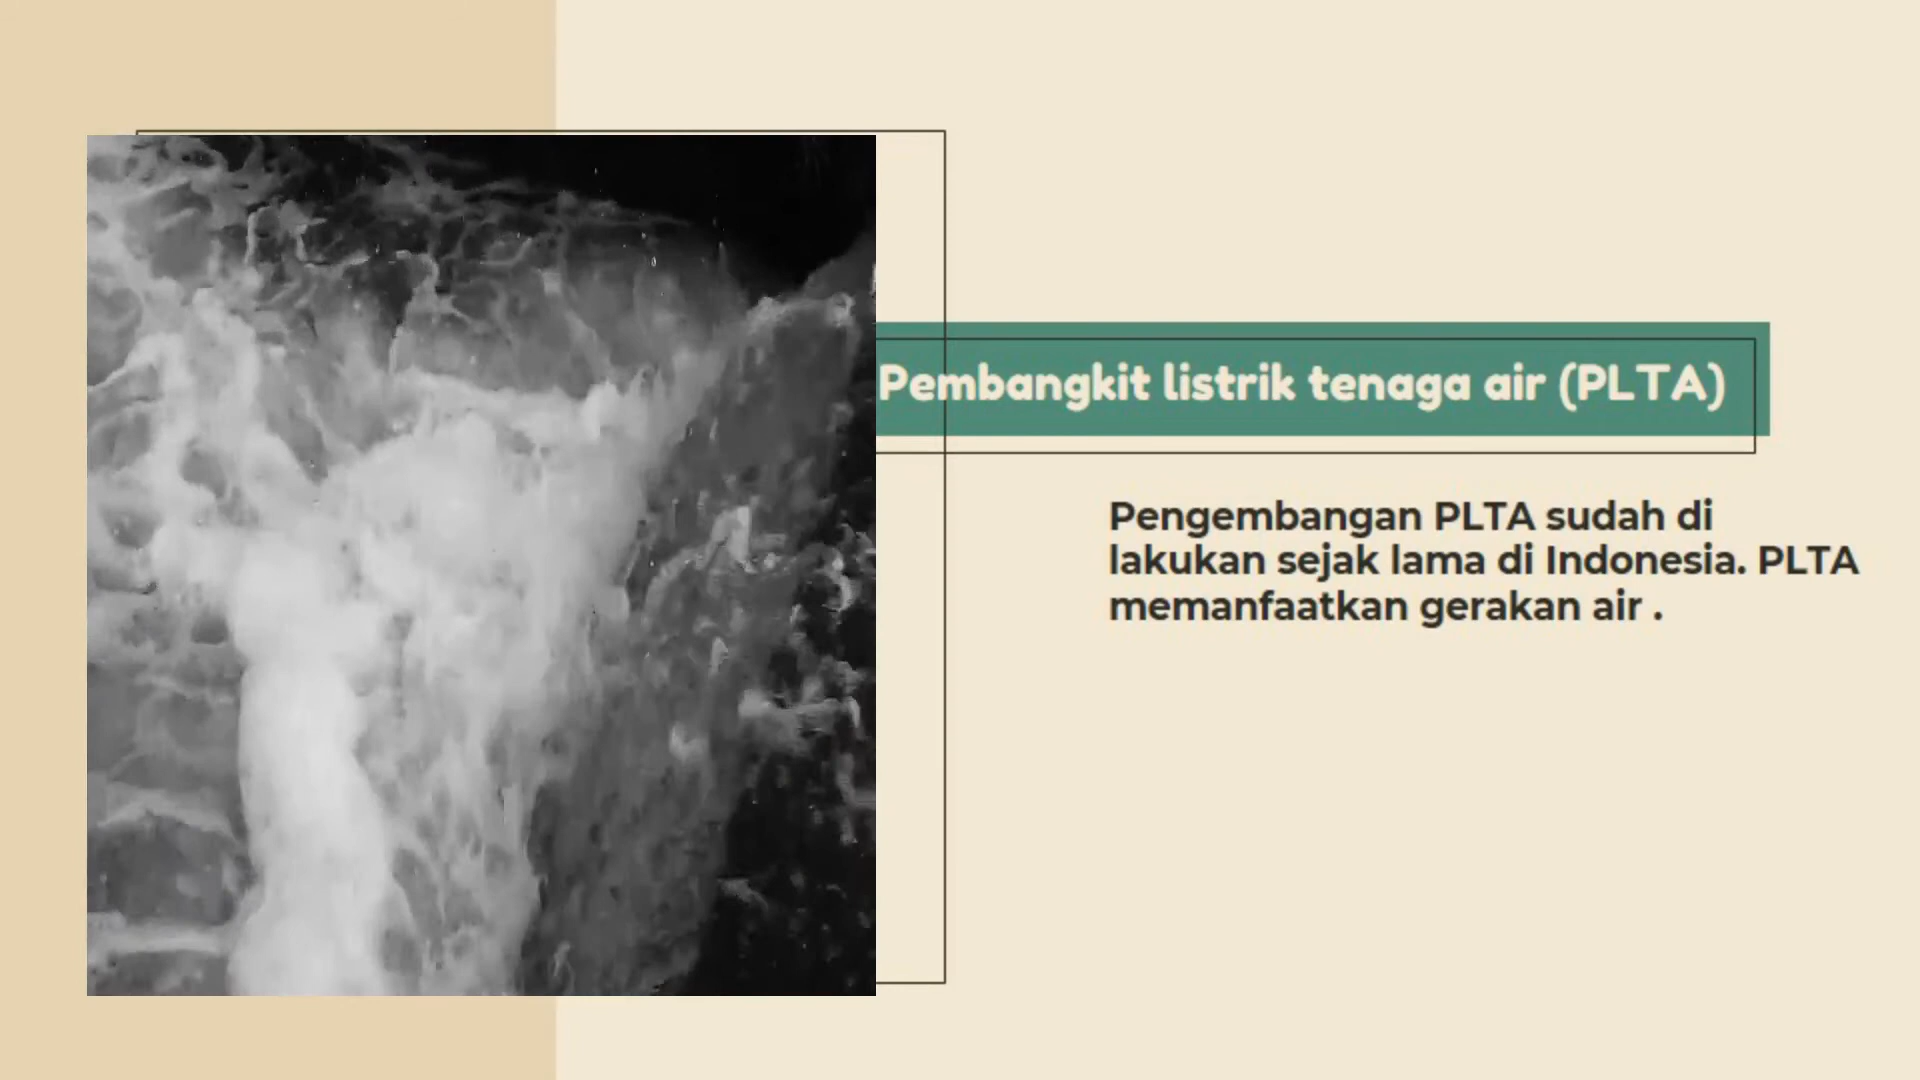 Pembangkit listrik tenaga air (PLTA)
Pengembangan PLTA sudah di
lakukan sejak lama di Indonesia. PLTA
memanfaatkan gerakan air .